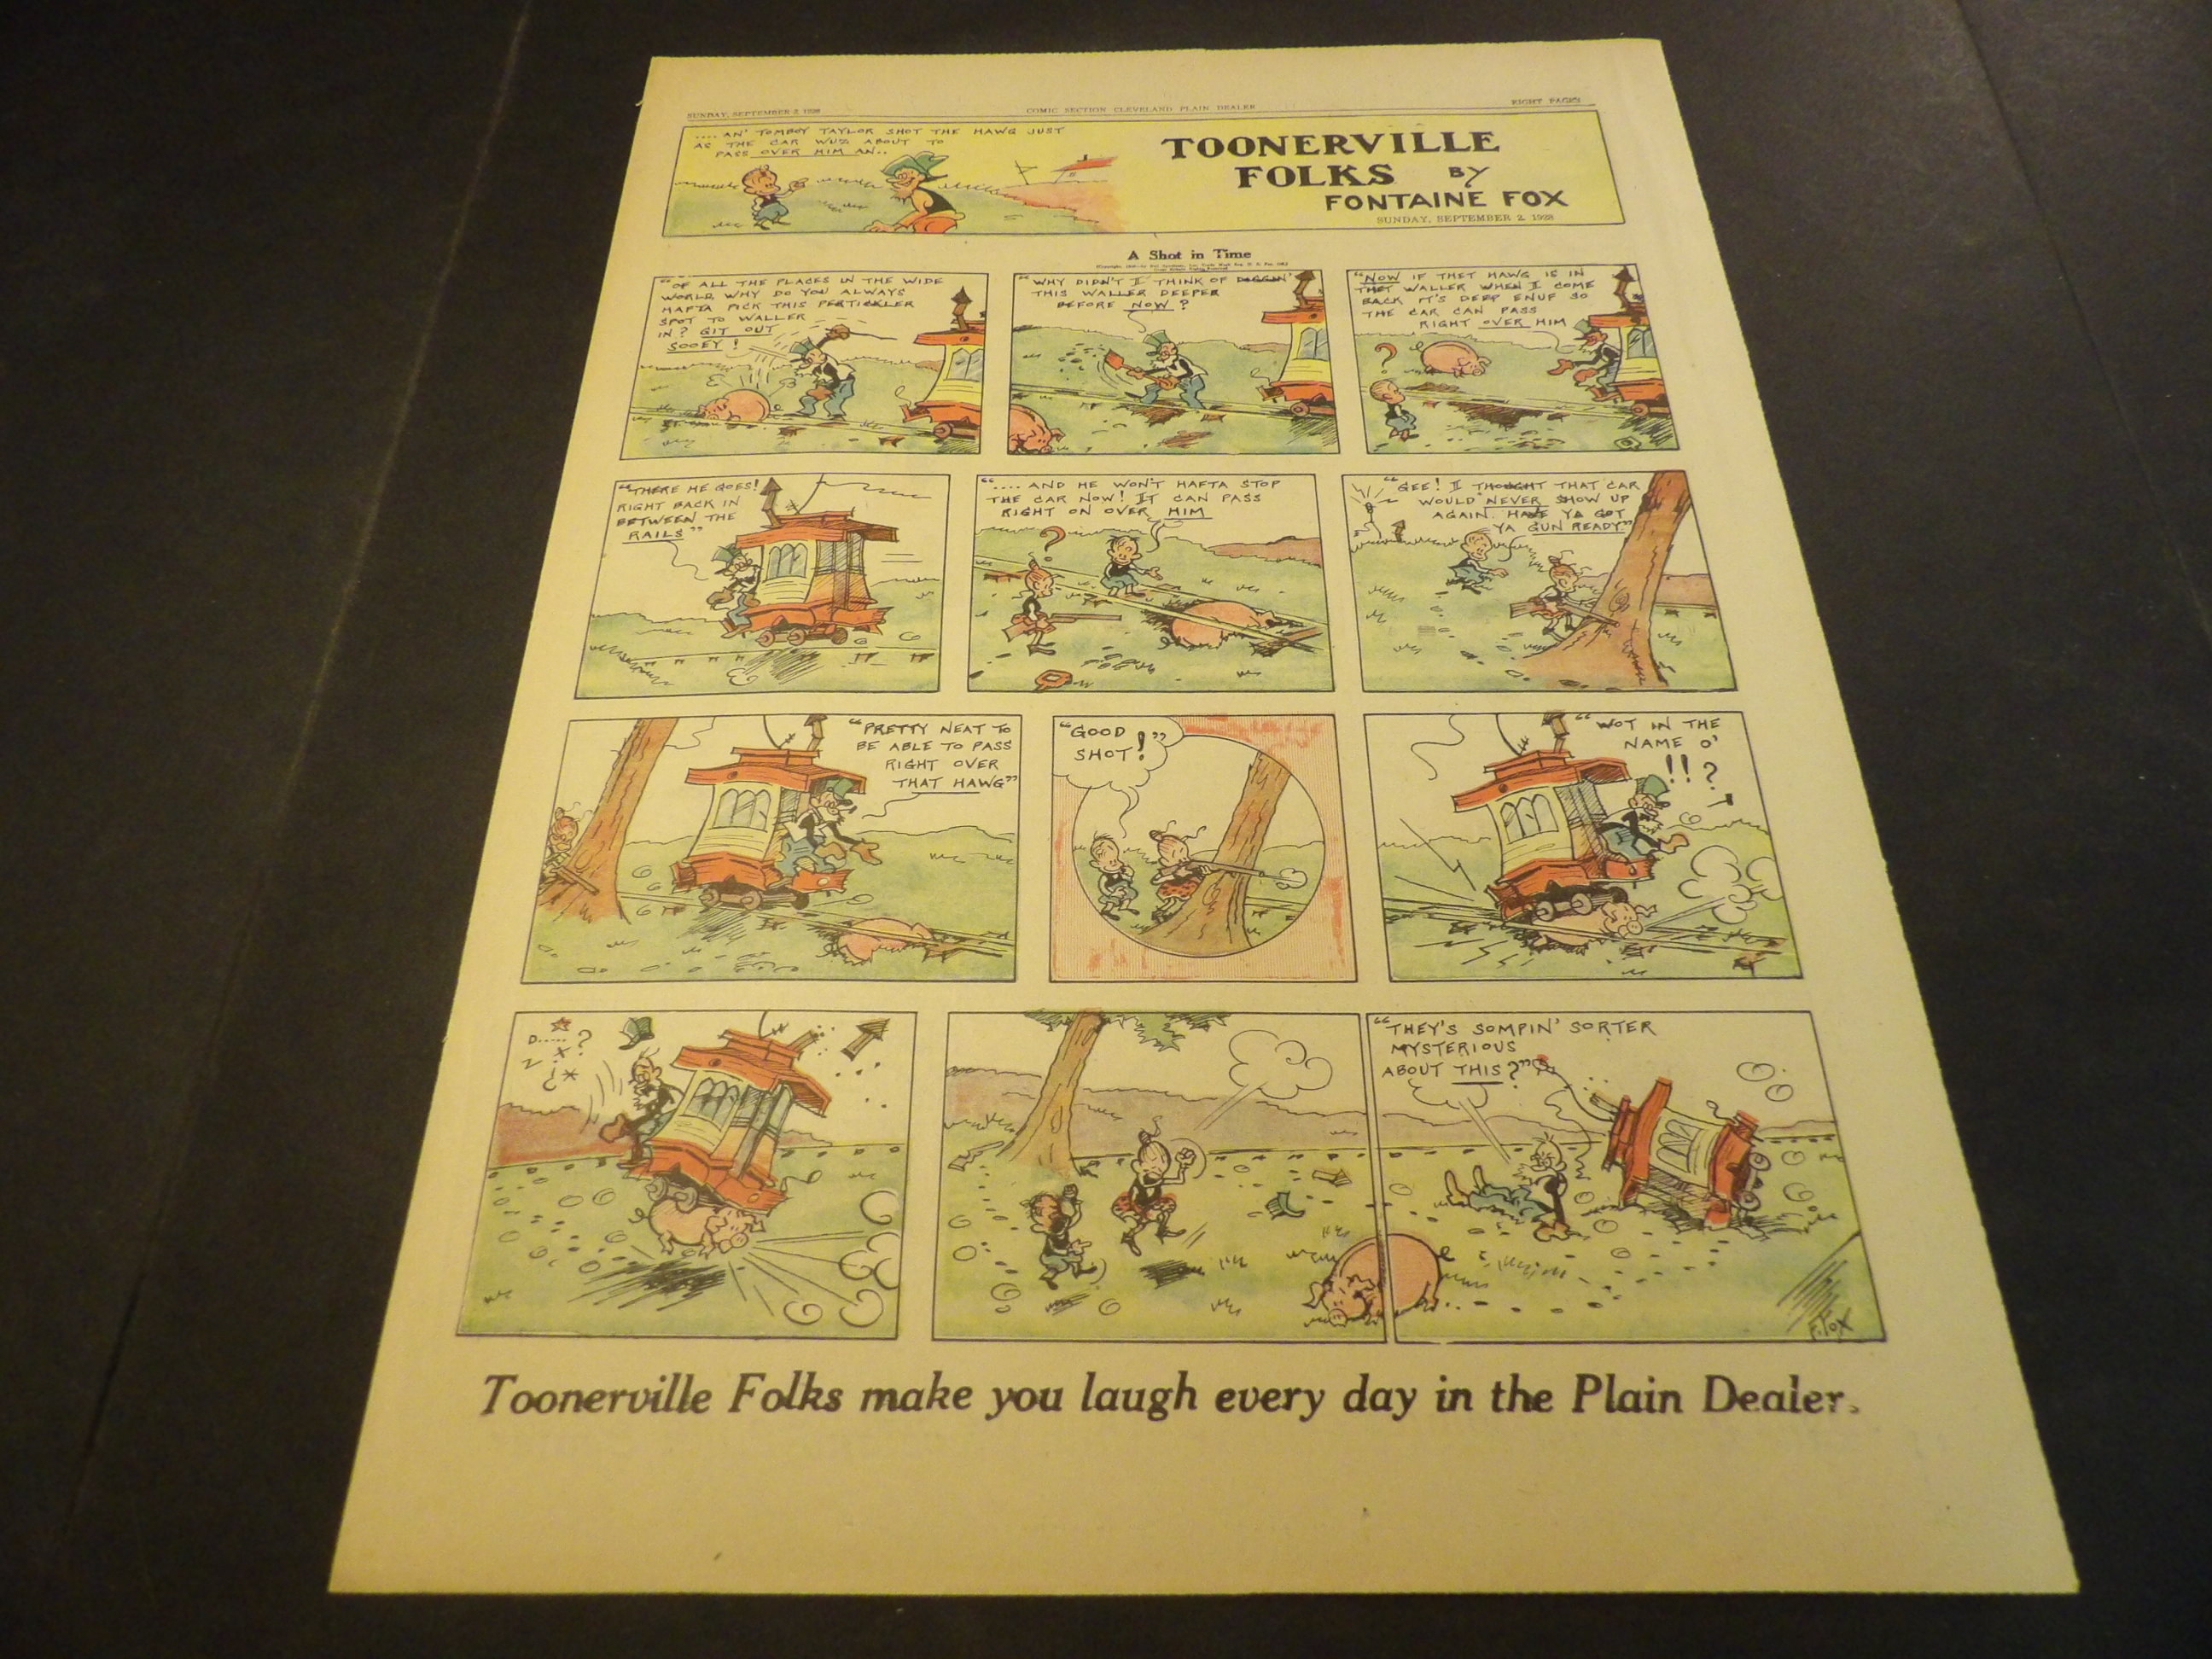 SUNDAY, SEPTEMBER 2, 1928
COMIC SECTION CLEVELAND PLAIN DEALER
EIGHT PAGES
.... AN' TOMBOY TAYLOR SHOT THE HAWG JUST
AS THE CAR WUZ ABOUT TO
PASS OVER HIM AN..
TOONERVILLE
FOLKS BY
FONTAINE FOX
SUNDAY, SEPTEMBER 2, 1928
A Shot in Time
"OF ALL THE PLACES IN THE WIDE
WORLD, WHY DO YOU ALWAYS
HAFTA PICK THIS PERTICKLER
SPOT TO WALLER
IN? GIT OUT
SOOEY!
"WHY DIDN'T I THINK OF DIGGIN'
THIS WALLER DEEPER
BEFORE NOW?
"NOW IF THET HAWG IS IN
THET WALLER WHEN I COME
BACK IT'S DEEP ENUF SO
THE CAR CAN PASS
RIGHT OVER HIM
?
"THERE HE GOES!
RIGHT BACK IN
BETWEEN THE
RAILS"
".... AND HE WON'T HAFTA STOP
THE CAR NOW! IT CAN PASS
RIGHT ON OVER HIM
?
"GEE! I THOUGHT THAT CAR
WOULD NEVER SHOW UP
AGAIN. HAVE YA GOT
YA GUN READY"
"PRETTY NEAT TO
BE ABLE TO PASS
RIGHT OVER
THAT HAWG"
"GOOD
SHOT!"
"WOT IN THE
NAME O'
!! ?
D.....?
"THEY'S SOMPIN' SORTER
MYSTERIOUS
ABOUT THIS?"
F. FOX
Toonerville Folks make you laugh every day in the Plain Dealer.